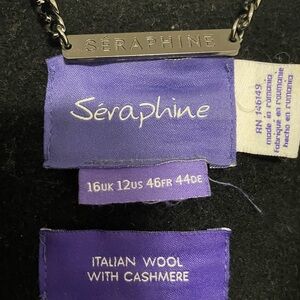 SERAPHINE
Séraphine
RN 146149
made in romania
fabriqué en roumanie
hecho en rumania
16UK 12US 46FR 44DE
ITALIAN WOOL
WITH CASHMERE